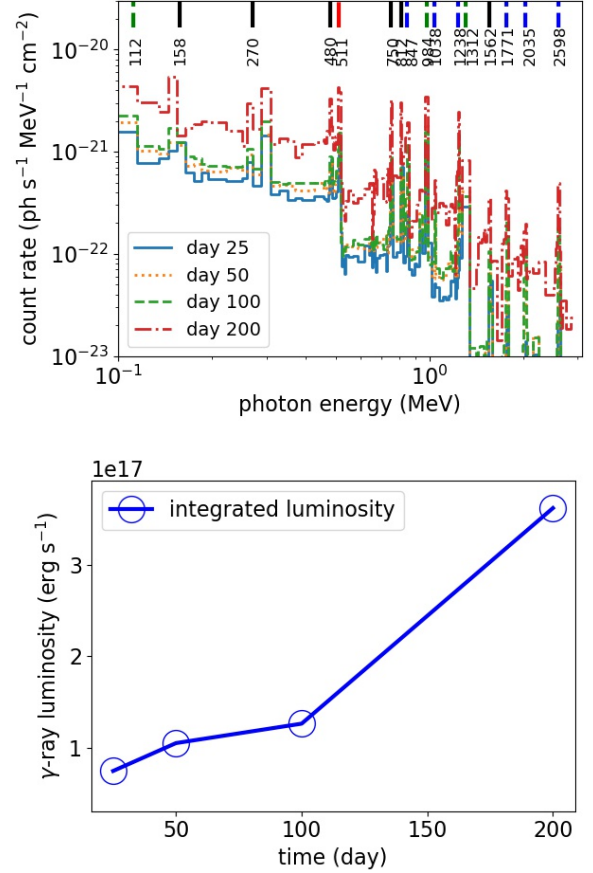 10⁻²⁰
10⁻²¹
10⁻²²
10⁻²³
count rate (ph s⁻¹ MeV⁻¹ cm⁻²)
112
158
270
480
511
750
812
847
984
1038
1238
1312
1562
1771
2035
2598
day 25
day 50
day 100
day 200
10⁻¹
10⁰
photon energy (MeV)
1e17
integrated luminosity
3
2
1
γ-ray luminosity (erg s⁻¹)
50
100
150
200
time (day)